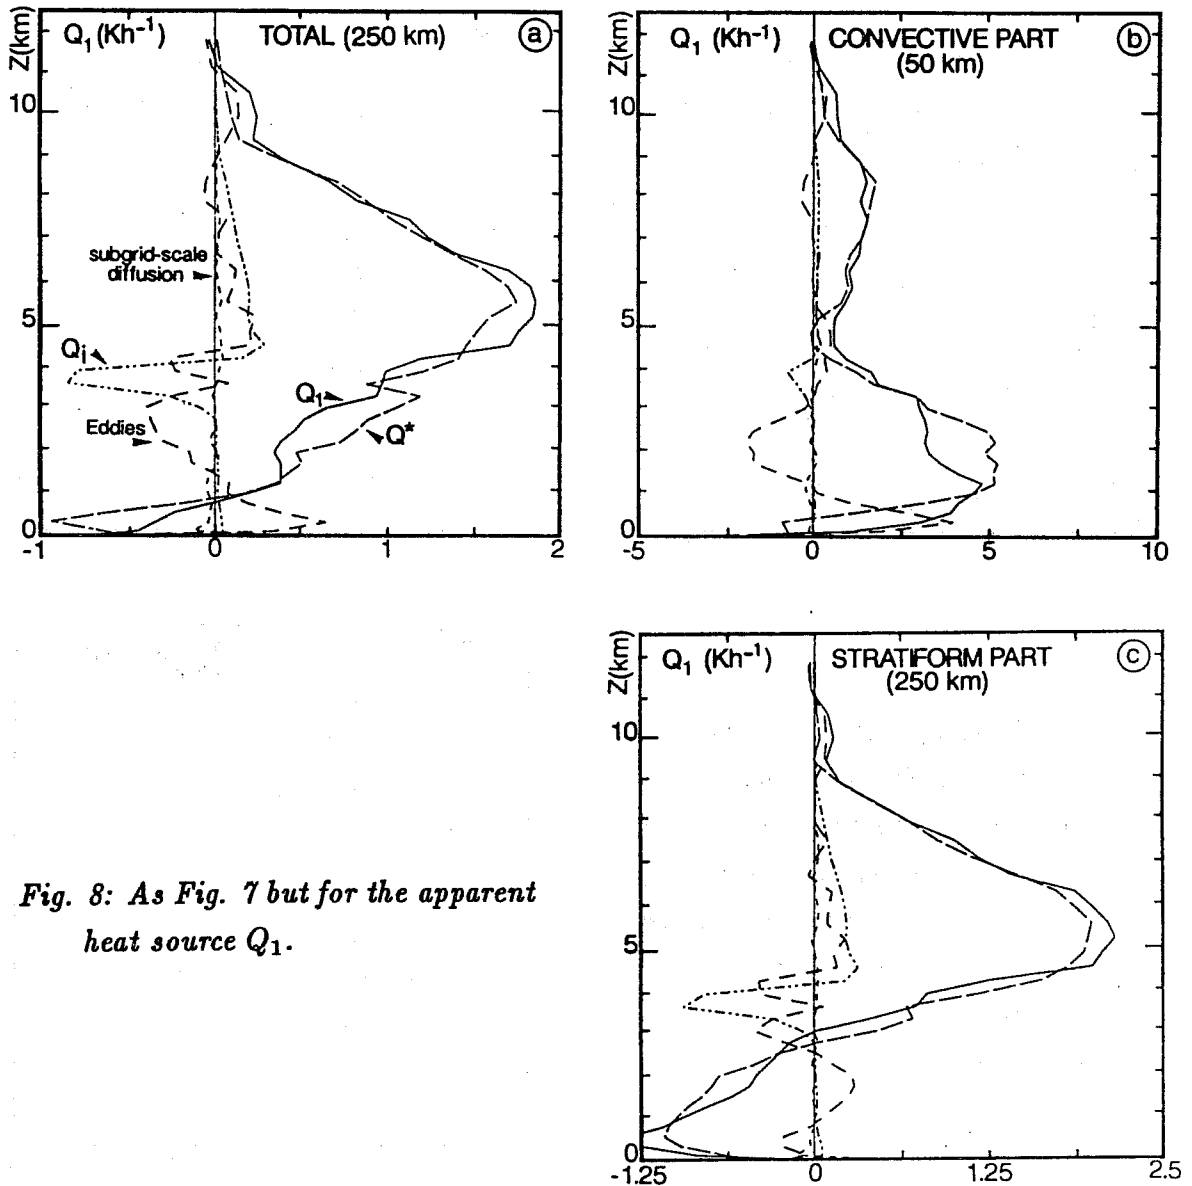 Z(km)
Q₁ (Kh⁻¹)
TOTAL (250 km)
a
10
5
0
-1
0
1
2
subgrid-scale
diffusion
Qi
Q₁
Q*
Eddies
Z(km)
Q₁ (Kh⁻¹)
CONVECTIVE PART
(50 km)
b
10
5
0
-5
0
5
10
Z(km)
Q₁ (Kh⁻¹)
STRATIFORM PART
(250 km)
c
10
5
0
-1.25
0
1.25
2.5
Fig. 8: As Fig. 7 but for the apparent
heat source Q₁.